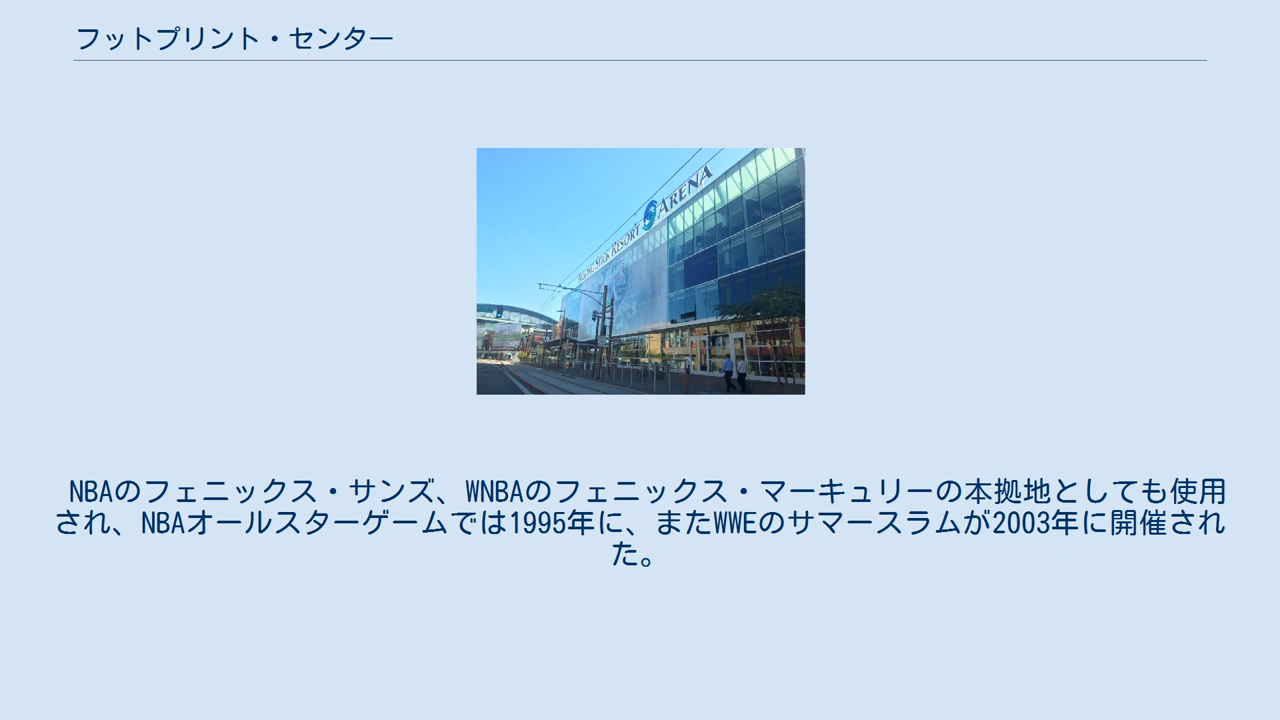 フットプリント・センター
TALKING STICK RESORT ARENA
NBAのフェニックス・サンズ、WNBAのフェニックス・マーキュリーの本拠地としても使用
され、NBAオールスターゲームでは1995年に、またWWEのサマースラムが2003年に開催され
た。